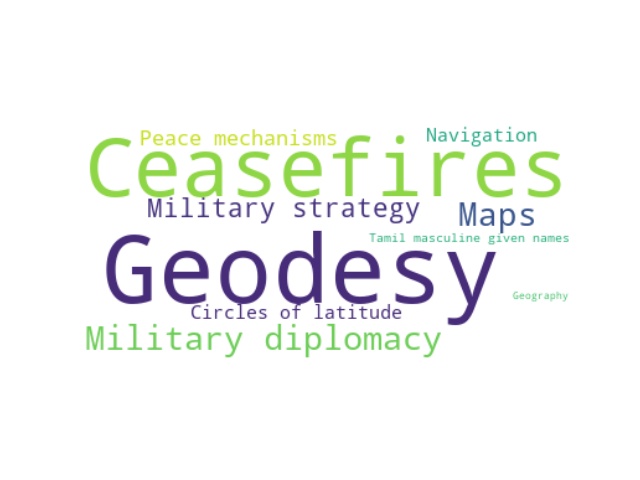 Peace mechanisms
Navigation
Ceasefires
Military strategy
Maps
Tamil masculine given names
Geodesy
Geography
Circles of latitude
Military diplomacy